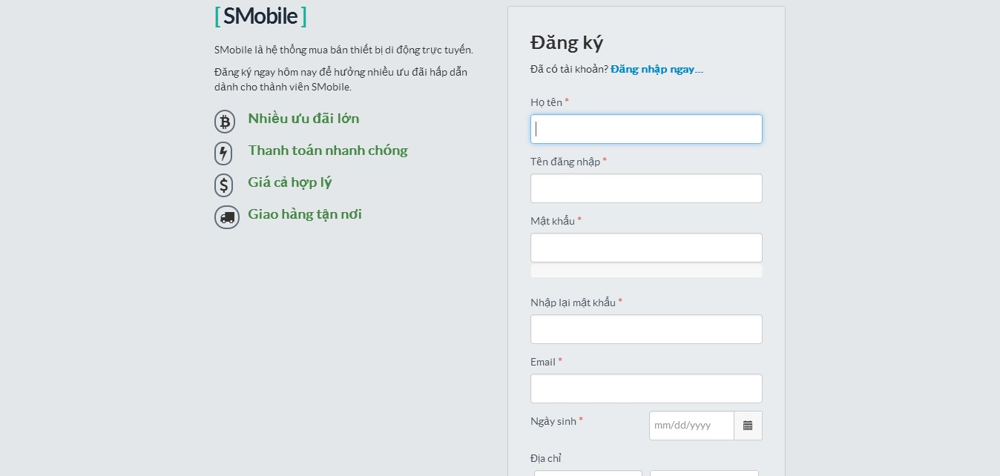 [ SMobile ]
SMobile là hệ thống mua bán thiết bị di động trực tuyến.
Đăng ký ngay hôm nay để hưởng nhiều ưu đãi hấp dẫn
dành cho thành viên SMobile.
Nhiều ưu đãi lớn
Thanh toán nhanh chóng
Giá cả hợp lý
Giao hàng tận nơi
Đăng ký
Đã có tài khoản? Đăng nhập ngay...
Họ tên *
Tên đăng nhập *
Mật khẩu *
Nhập lại mật khẩu *
Email *
Ngày sinh * mm/dd/yyyy
Địa chỉ